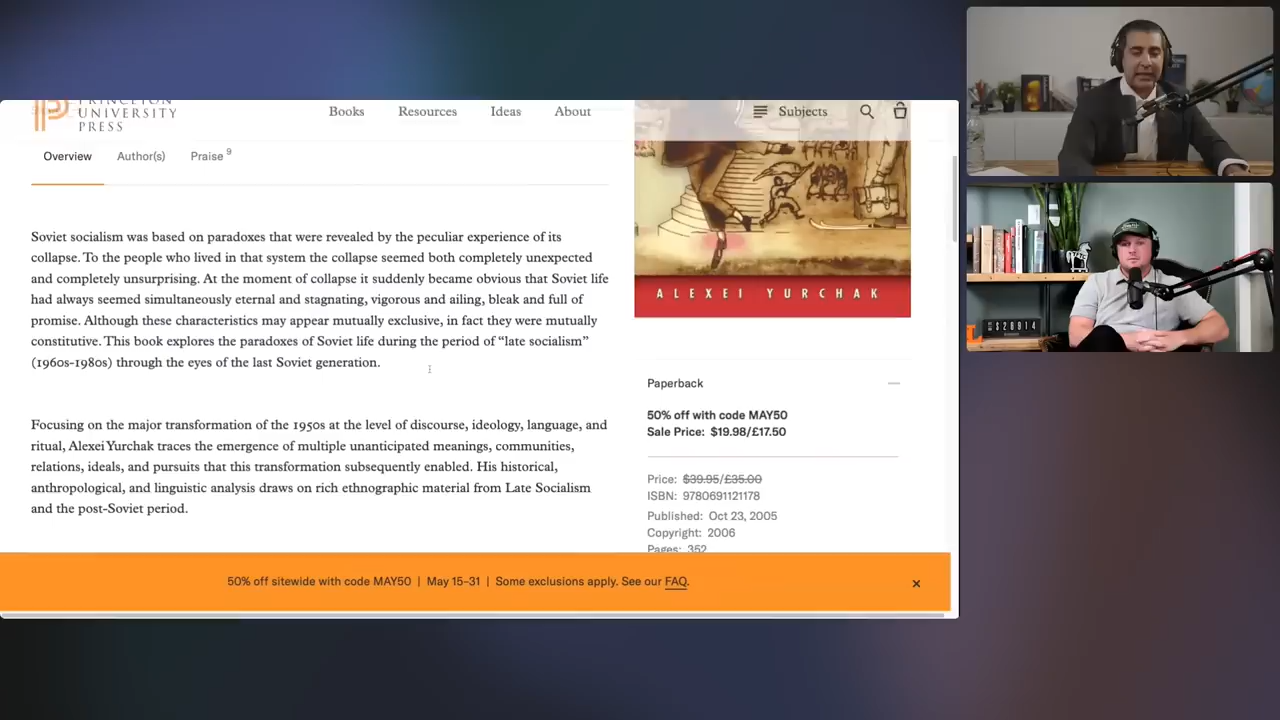 PRINCETON
UNIVERSITY
PRESS
Books
Resources
Ideas
About
Subjects
Overview
Author(s)
Praise 9
Soviet socialism was based on paradoxes that were revealed by the peculiar experience of its
collapse. To the people who lived in that system the collapse seemed both completely unexpected
and completely unsurprising. At the moment of collapse it suddenly became obvious that Soviet life
had always seemed simultaneously eternal and stagnating, vigorous and ailing, bleak and full of
promise. Although these characteristics may appear mutually exclusive, in fact they were mutually
constitutive. This book explores the paradoxes of Soviet life during the period of “late socialism”
(1960s-1980s) through the eyes of the last Soviet generation.
Focusing on the major transformation of the 1950s at the level of discourse, ideology, language, and
ritual, Alexei Yurchak traces the emergence of multiple unanticipated meanings, communities,
relations, ideals, and pursuits that this transformation subsequently enabled. His historical,
anthropological, and linguistic analysis draws on rich ethnographic material from Late Socialism
and the post-Soviet period.
ALEXEI YURCHAK
Paperback
50% off with code MAY50
Sale Price: $19.98/£17.50
Price: $39.95/£35.00
ISBN: 9780691121178
Published: Oct 23, 2005
Copyright: 2006
Pages: 352
50% off sitewide with code MAY50 | May 15–31 | Some exclusions apply. See our FAQ.
$28914